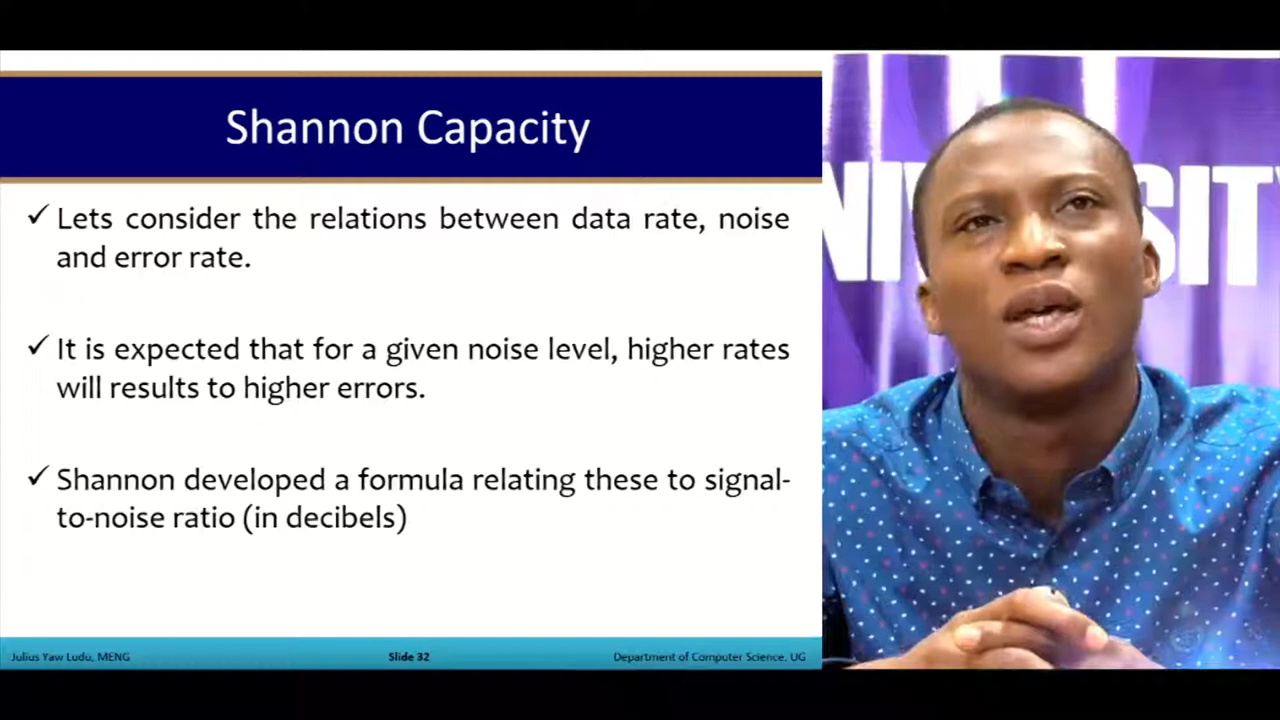 Shannon Capacity
✓ Lets consider the relations between data rate, noise
and error rate.
✓ It is expected that for a given noise level, higher rates
will results to higher errors.
✓ Shannon developed a formula relating these to signal-
to-noise ratio (in decibels)
Julius Yaw Ludu, MENG
Slide 32
Department of Computer Science, UG